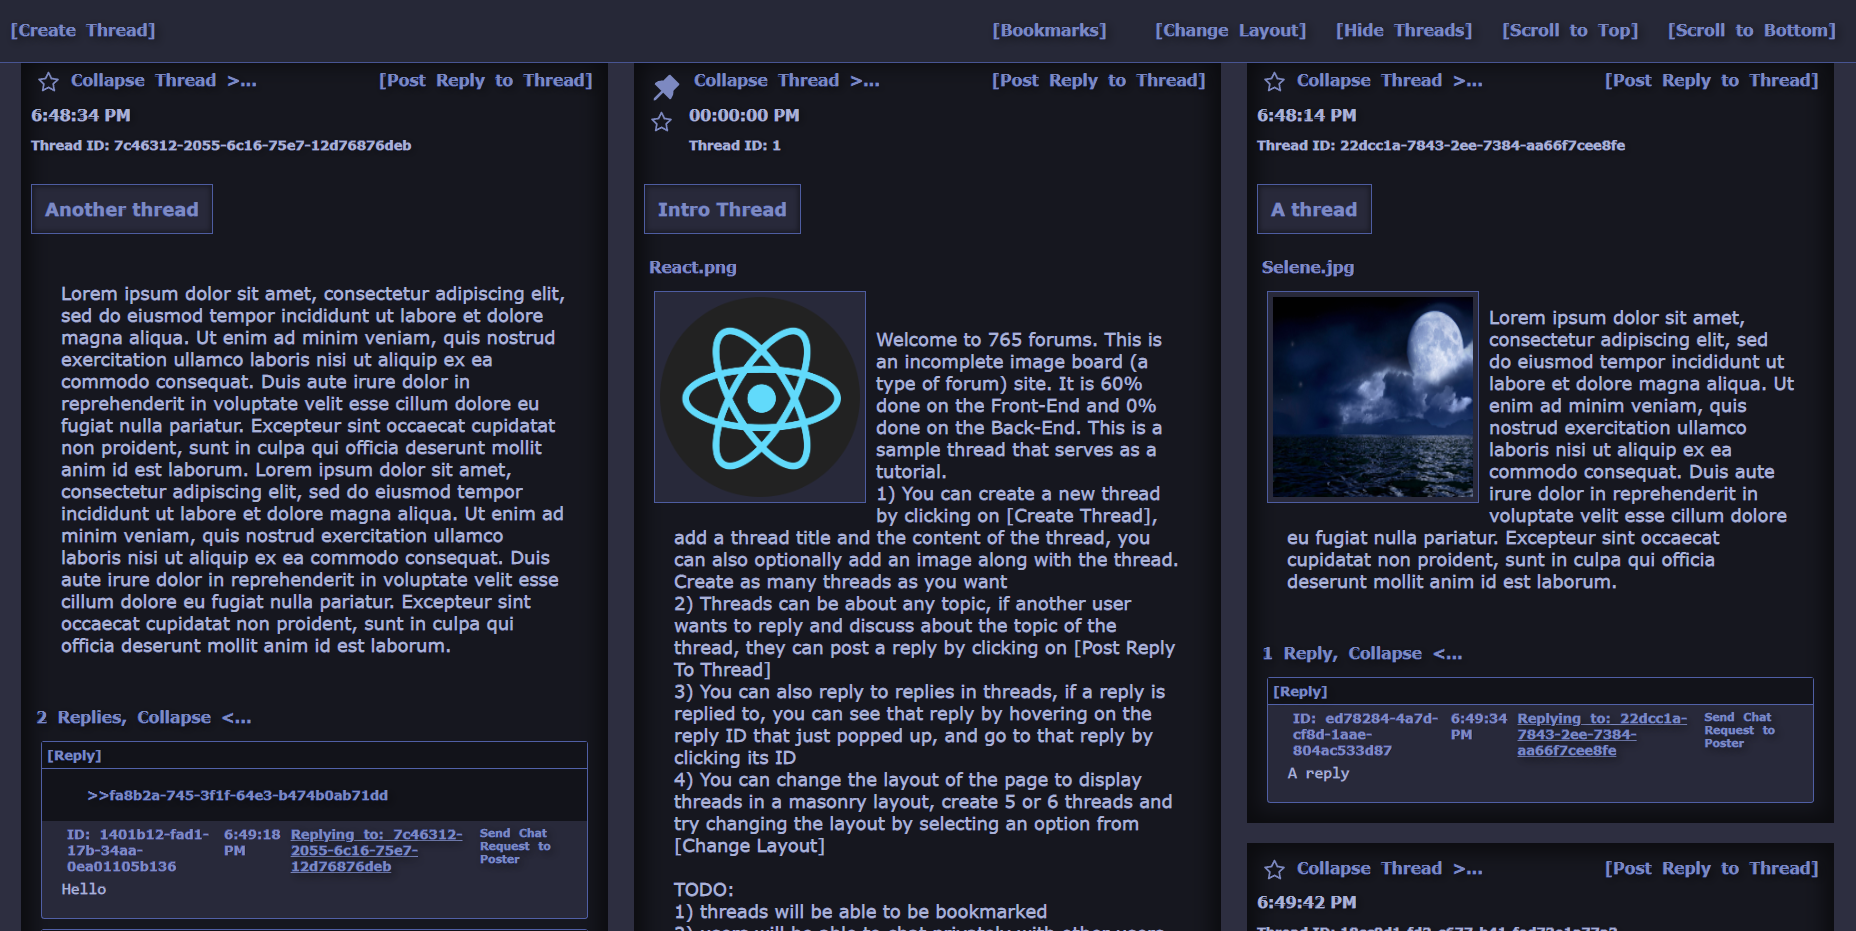 [Create Thread]
[Bookmarks]
[Change Layout]
[Hide Threads]
[Scroll to Top]
[Scroll to Bottom]
Collapse Thread >...
[Post Reply to Thread]
6:48:34 PM
Thread ID: 7c46312-2055-6c16-75e7-12d76876deb
Another thread
Lorem ipsum dolor sit amet, consectetur adipiscing elit,
sed do eiusmod tempor incididunt ut labore et dolore
magna aliqua. Ut enim ad minim veniam, quis nostrud
exercitation ullamco laboris nisi ut aliquip ex ea
commodo consequat. Duis aute irure dolor in
reprehenderit in voluptate velit esse cillum dolore eu
fugiat nulla pariatur. Excepteur sint occaecat cupidatat
non proident, sunt in culpa qui officia deserunt mollit
anim id est laborum. Lorem ipsum dolor sit amet,
consectetur adipiscing elit, sed do eiusmod tempor
incididunt ut labore et dolore magna aliqua. Ut enim ad
minim veniam, quis nostrud exercitation ullamco
laboris nisi ut aliquip ex ea commodo consequat. Duis
aute irure dolor in reprehenderit in voluptate velit esse
cillum dolore eu fugiat nulla pariatur. Excepteur sint
occaecat cupidatat non proident, sunt in culpa qui
officia deserunt mollit anim id est laborum.
2 Replies, Collapse <...
[Reply]
>>fa8b2a-745-3f1f-64e3-b474b0ab71dd
ID: 1401b12-fad1-
17b-34aa-
0ea01105b136
6:49:18
PM
Replying to: 7c46312-
2055-6c16-75e7-
12d76876deb
Send Chat
Request to
Poster
Hello
Collapse Thread >...
[Post Reply to Thread]
00:00:00 PM
Thread ID: 1
Intro Thread
React.png
Welcome to 765 forums. This is
an incomplete image board (a
type of forum) site. It is 60%
done on the Front-End and 0%
done on the Back-End. This is a
sample thread that serves as a
tutorial.
1) You can create a new thread
by clicking on [Create Thread],
add a thread title and the content of the thread, you
can also optionally add an image along with the thread.
Create as many threads as you want
2) Threads can be about any topic, if another user
wants to reply and discuss about the topic of the
thread, they can post a reply by clicking on [Post Reply
To Thread]
3) You can also reply to replies in threads, if a reply is
replied to, you can see that reply by hovering on the
reply ID that just popped up, and go to that reply by
clicking its ID
4) You can change the layout of the page to display
threads in a masonry layout, create 5 or 6 threads and
try changing the layout by selecting an option from
[Change Layout]
TODO:
1) threads will be able to be bookmarked
Collapse Thread >...
[Post Reply to Thread]
6:48:14 PM
Thread ID: 22dcc1a-7843-2ee-7384-aa66f7cee8fe
A thread
Selene.jpg
Lorem ipsum dolor sit amet,
consectetur adipiscing elit, sed
do eiusmod tempor incididunt ut
labore et dolore magna aliqua. Ut
enim ad minim veniam, quis
nostrud exercitation ullamco
laboris nisi ut aliquip ex ea
commodo consequat. Duis aute
irure dolor in reprehenderit in
voluptate velit esse cillum dolore
eu fugiat nulla pariatur. Excepteur sint occaecat
cupidatat non proident, sunt in culpa qui officia
deserunt mollit anim id est laborum.
1 Reply, Collapse <...
[Reply]
ID: ed78284-4a7d-
cf8d-1aae-
804ac533d87
6:49:34
PM
Replying to: 22dcc1a-
7843-2ee-7384-
aa66f7cee8fe
Send Chat
Request to
Poster
A reply
Collapse Thread >...
[Post Reply to Thread]
6:49:42 PM